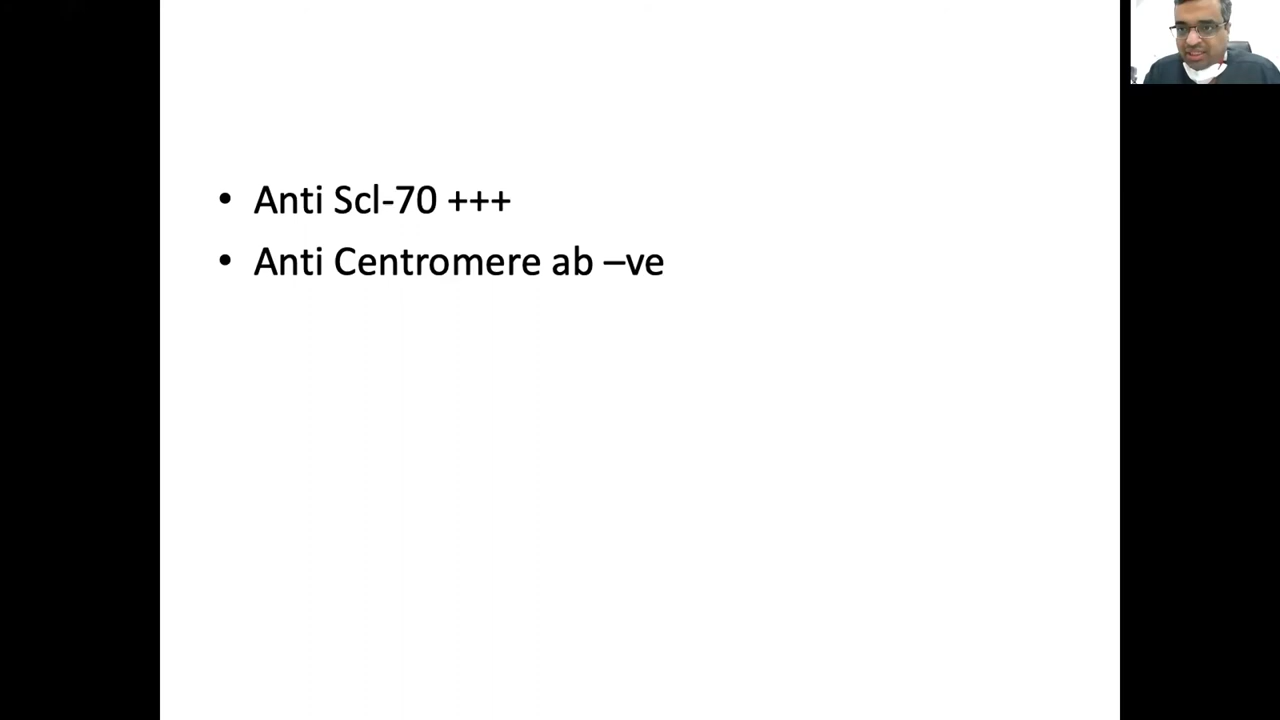 • Anti Scl-70 +++
• Anti Centromere ab –ve